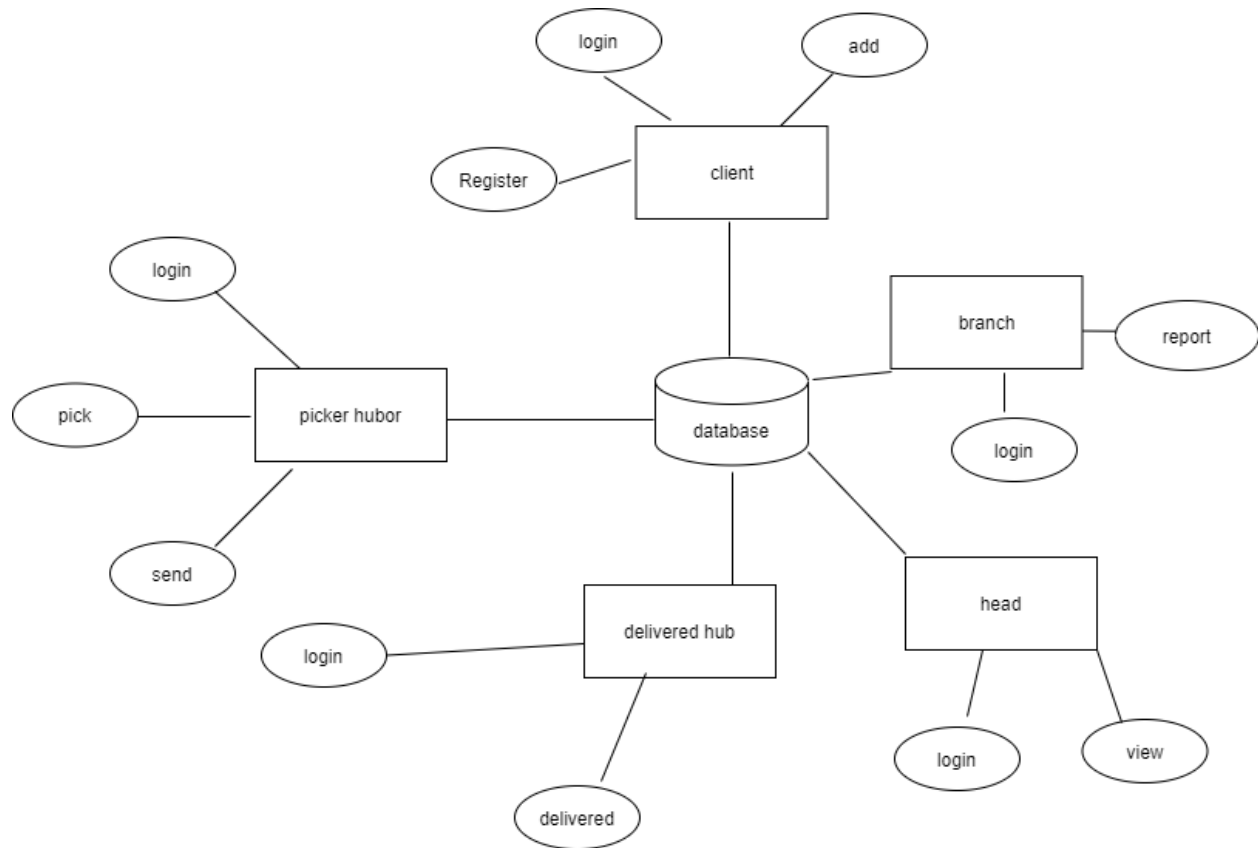 login
add
client
Register
login
branch
report
pick
picker hubor
database
login
send
head
delivered hub
login
login
view
delivered